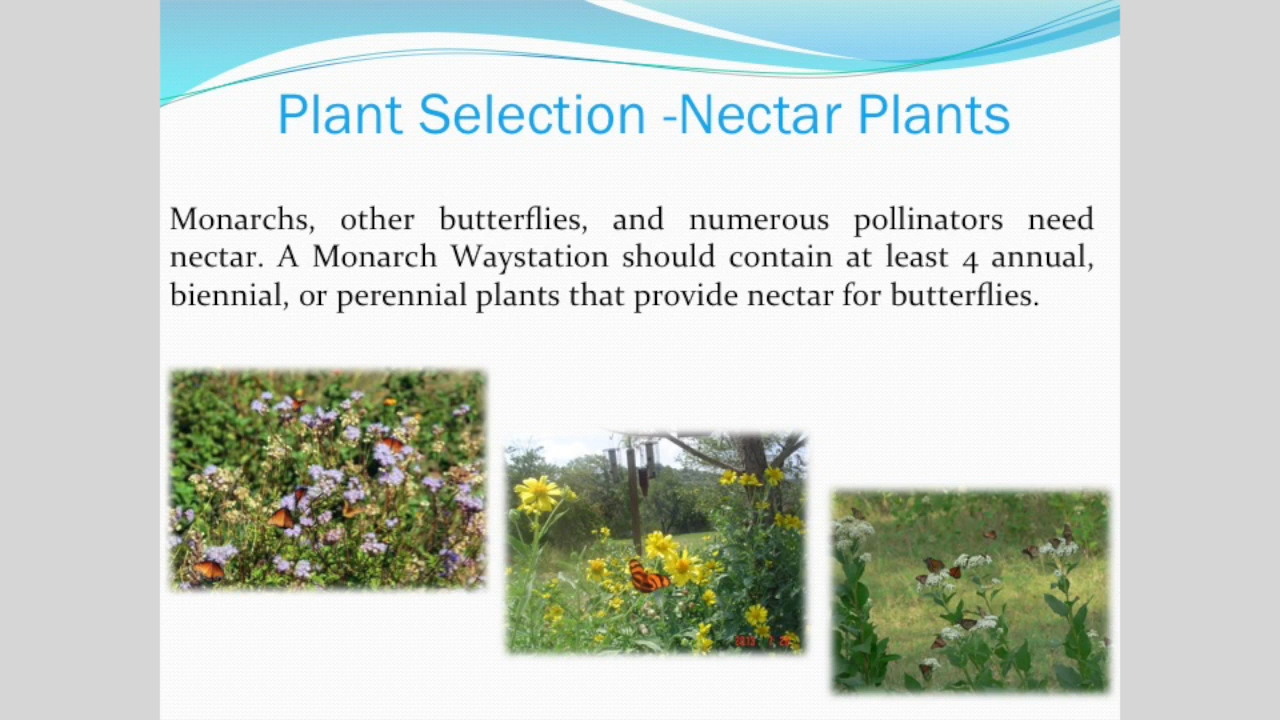 Plant Selection -Nectar Plants
Monarchs, other butterflies, and numerous pollinators need
nectar. A Monarch Waystation should contain at least 4 annual,
biennial, or perennial plants that provide nectar for butterflies.